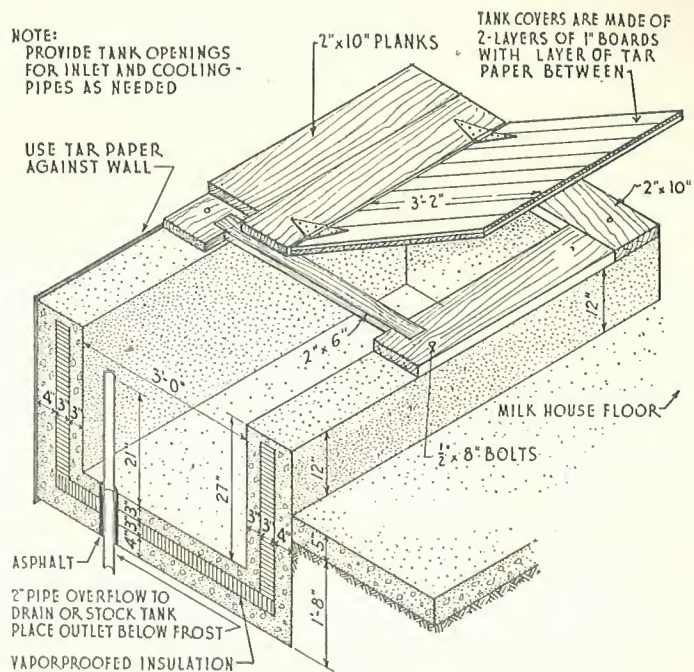 NOTE:
PROVIDE TANK OPENINGS
FOR INLET AND COOLING-
PIPES AS NEEDED
2"x10" PLANKS
TANK COVERS ARE MADE OF
2-LAYERS OF 1" BOARDS
WITH LAYER OF TAR
PAPER BETWEEN
USE TAR PAPER
AGAINST WALL
3'-2"
2"x10"
2"x6"
12"
3'-0"
4" 3" 3"
MILK HOUSE FLOOR
½"x 8" BOLTS
21"
27"
12"
3" 3" 4"
4" 3" 3"
5"
1'-8"
ASPHALT
2" PIPE OVERFLOW TO
DRAIN OR STOCK TANK
PLACE OUTLET BELOW FROST
VAPORPROOFED INSULATION